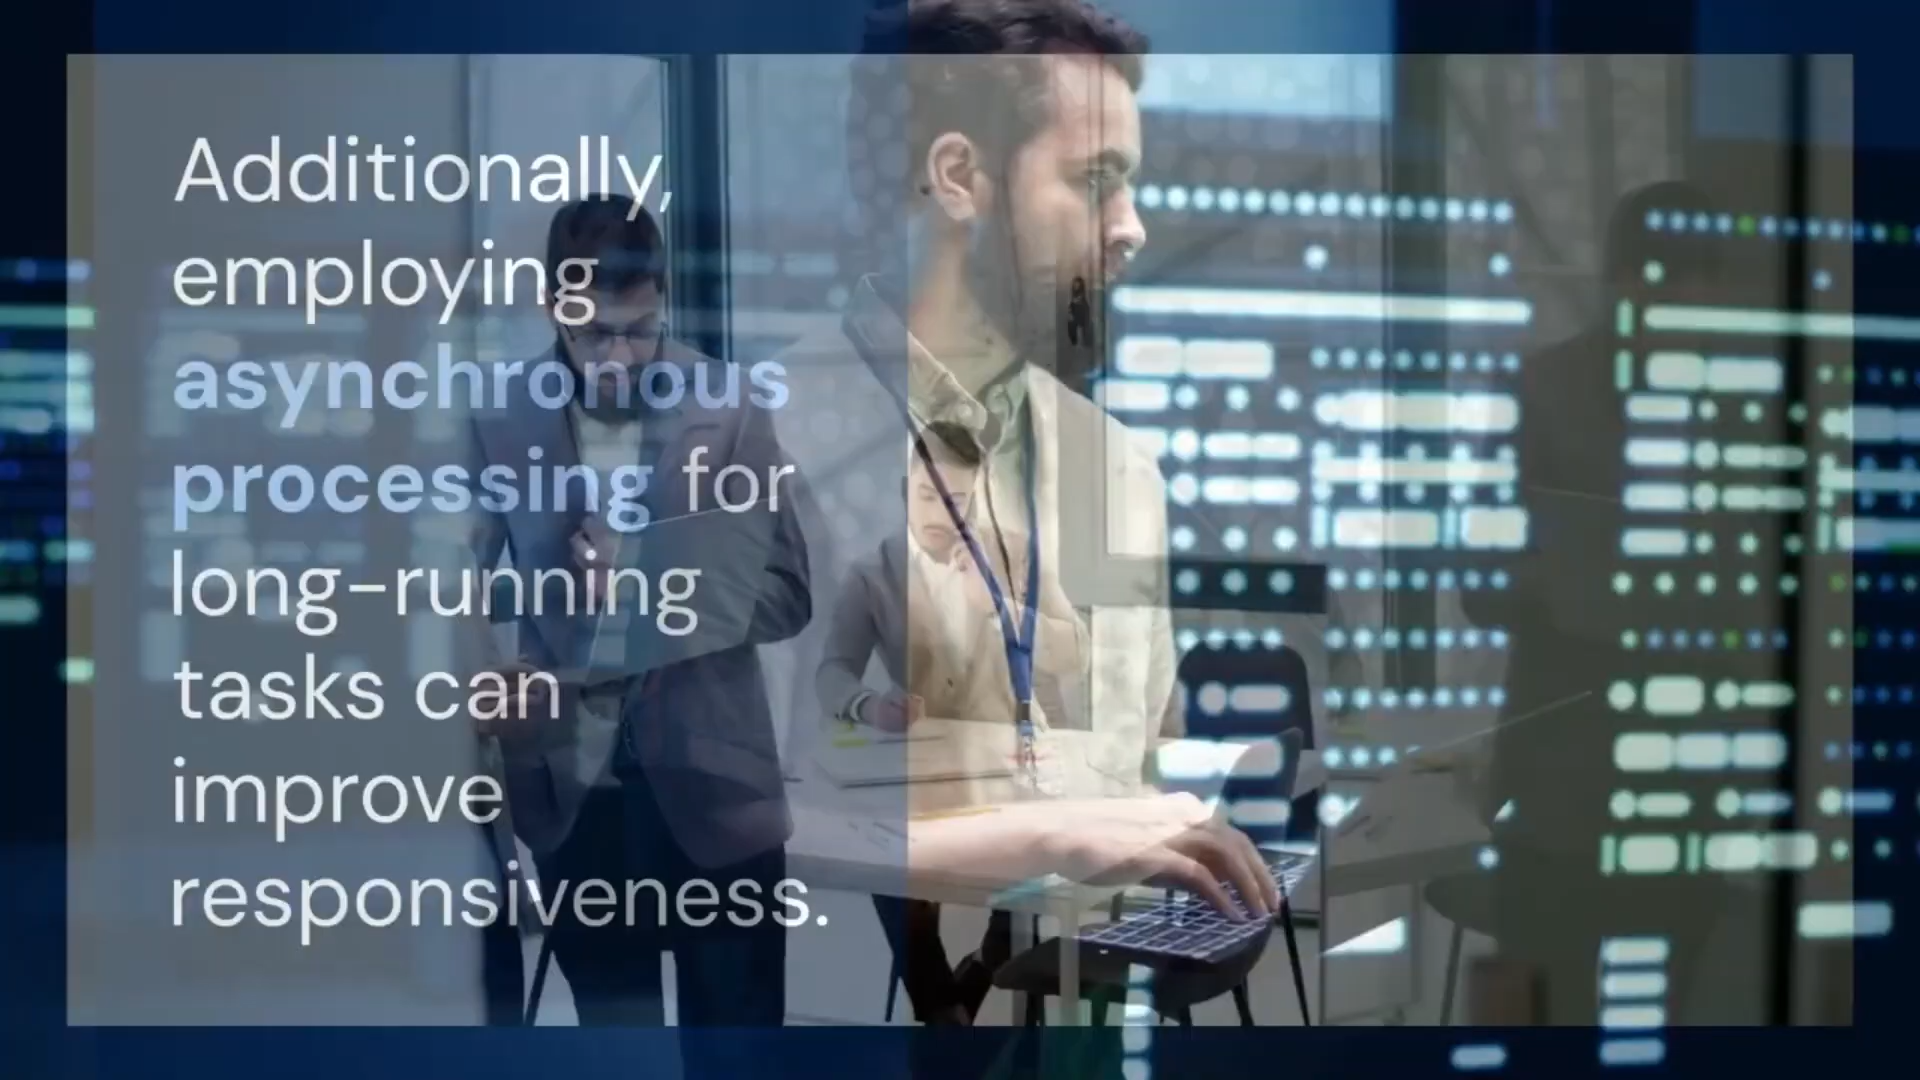 Additionally,
employing
asynchronous
processing for
long-running
tasks can
improve
responsiveness.